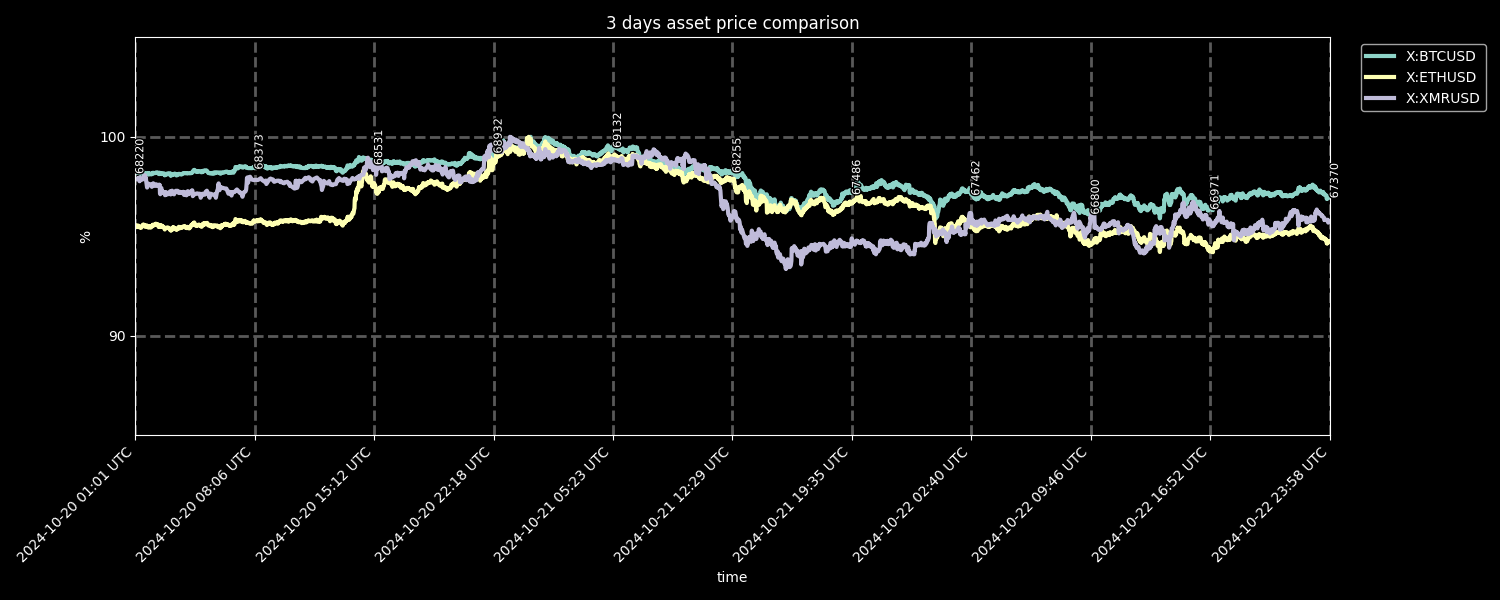 3 days asset price comparison
X:BTCUSD
X:ETHUSD
X:XMRUSD
100
90
%
68220
68373
68531
68932
69132
68255
67486
67462
66800
66971
67370
2024-10-20 01:01 UTC
2024-10-20 08:06 UTC
2024-10-20 15:12 UTC
2024-10-20 22:18 UTC
2024-10-21 05:23 UTC
2024-10-21 12:29 UTC
2024-10-21 19:35 UTC
2024-10-22 02:40 UTC
2024-10-22 09:46 UTC
2024-10-22 16:52 UTC
2024-10-22 23:58 UTC
time